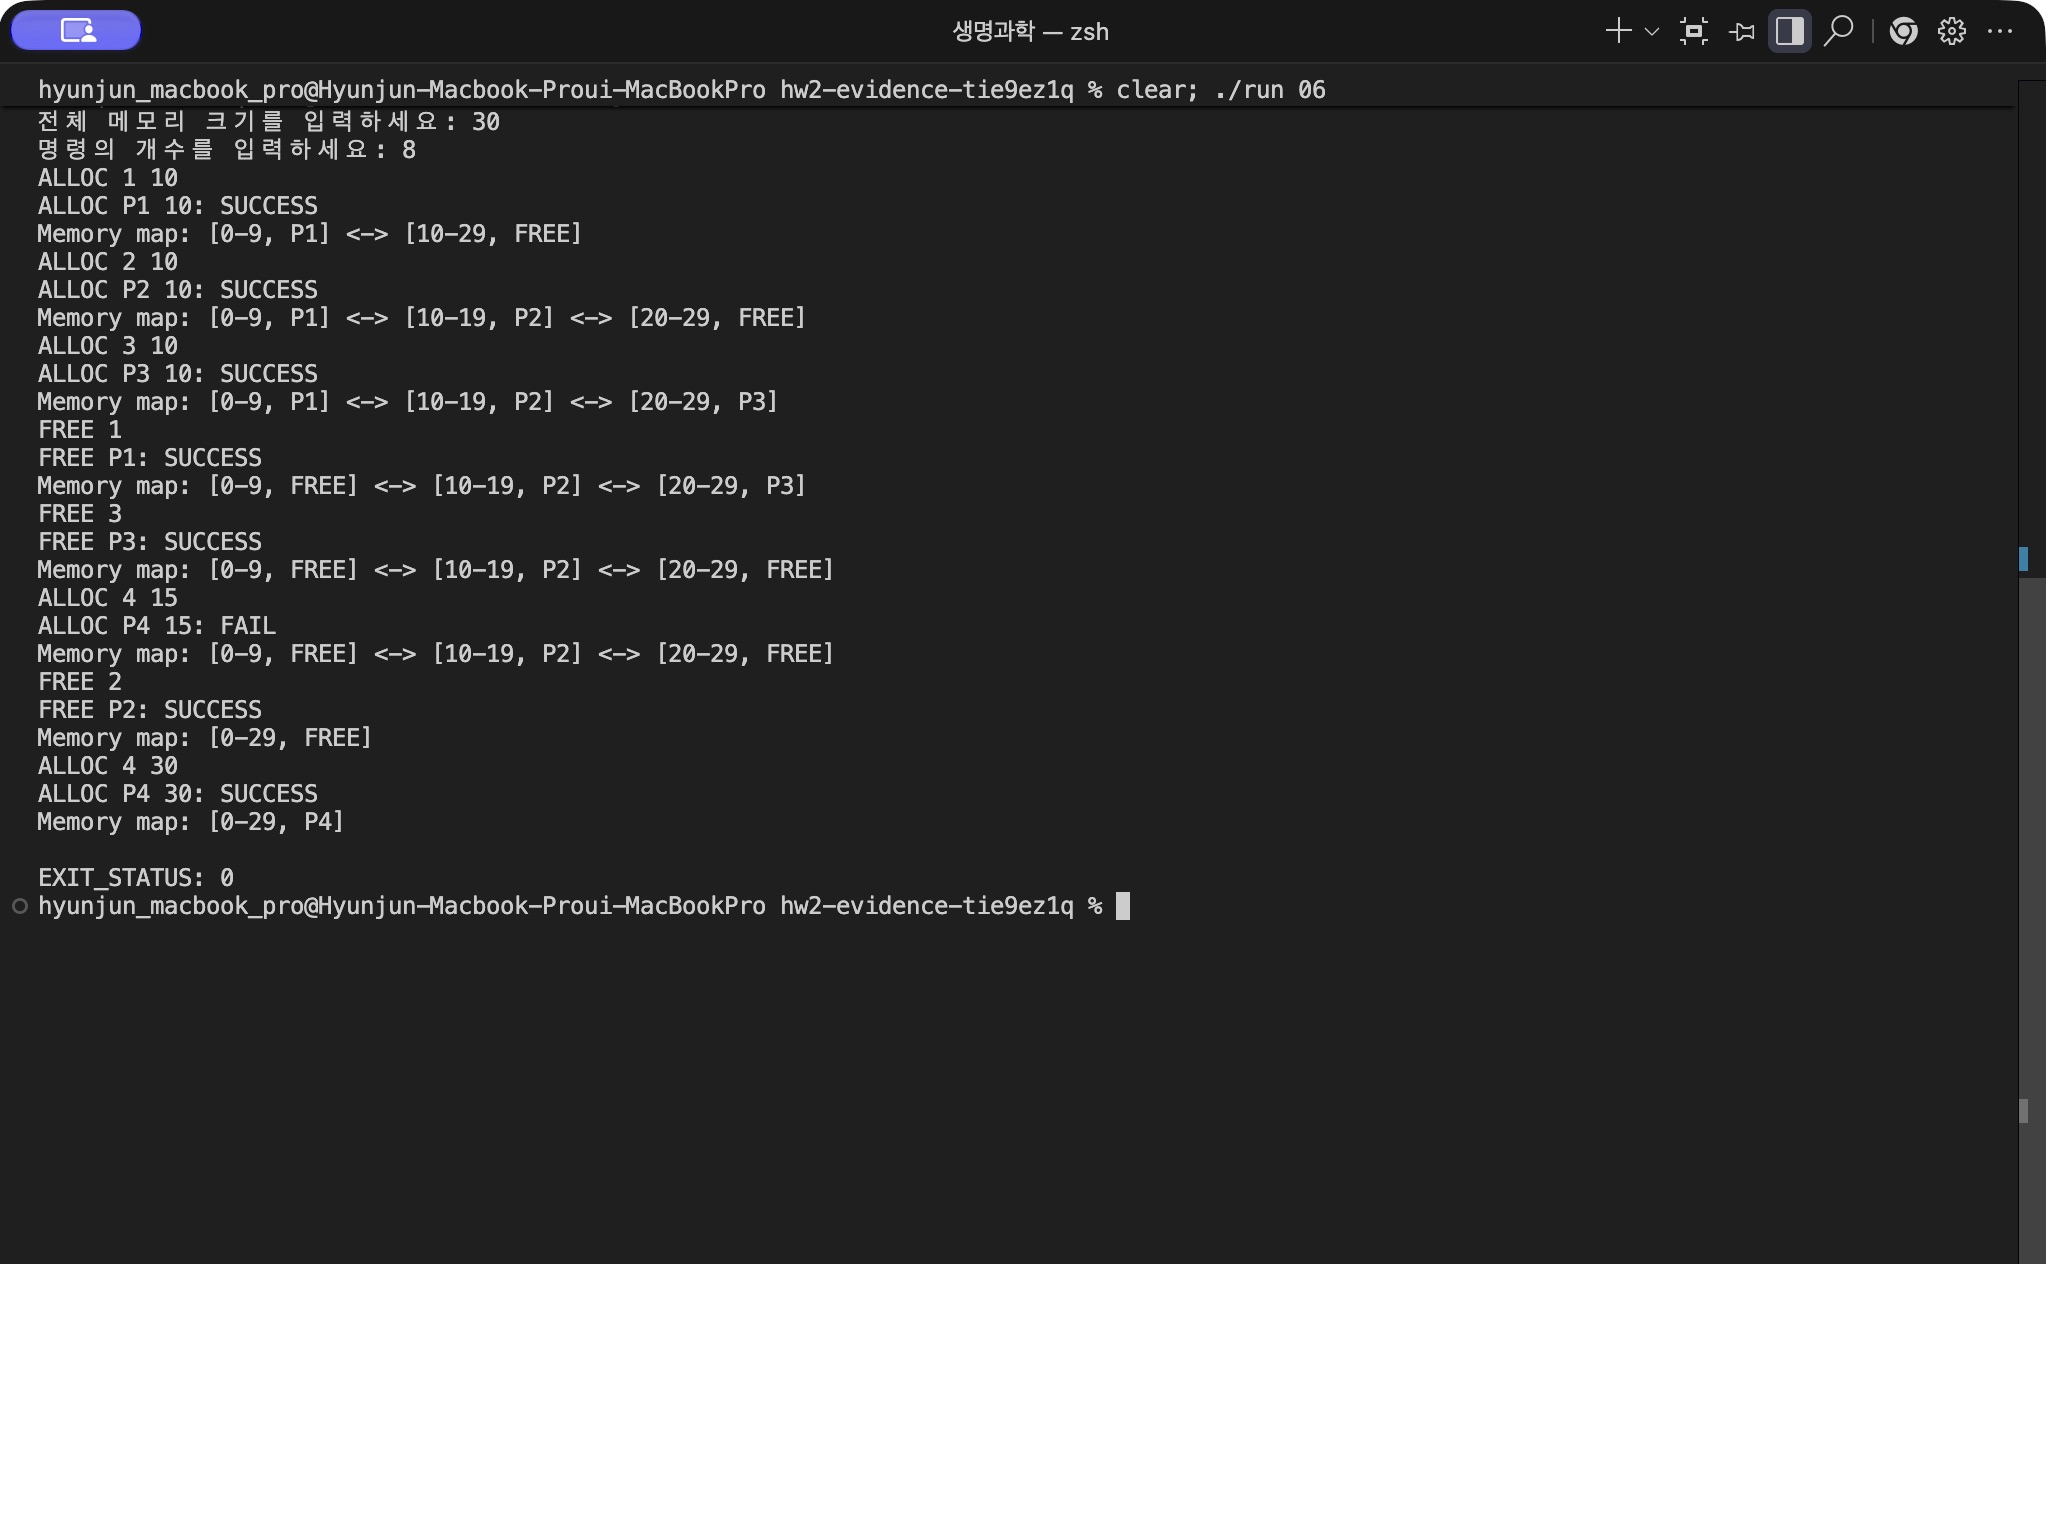 생명과학 — zsh
hyunjun_macbook_pro@Hyunjun-Macbook-Proui-MacBookPro hw2-evidence-tie9ez1q % clear; ./run 06
전체 메모리 크기를 입력하세요: 30
명령의 개수를 입력하세요: 8
ALLOC 1 10
ALLOC P1 10: SUCCESS
Memory map: [0-9, P1] <-> [10-29, FREE]
ALLOC 2 10
ALLOC P2 10: SUCCESS
Memory map: [0-9, P1] <-> [10-19, P2] <-> [20-29, FREE]
ALLOC 3 10
ALLOC P3 10: SUCCESS
Memory map: [0-9, P1] <-> [10-19, P2] <-> [20-29, P3]
FREE 1
FREE P1: SUCCESS
Memory map: [0-9, FREE] <-> [10-19, P2] <-> [20-29, P3]
FREE 3
FREE P3: SUCCESS
Memory map: [0-9, FREE] <-> [10-19, P2] <-> [20-29, FREE]
ALLOC 4 15
ALLOC P4 15: FAIL
Memory map: [0-9, FREE] <-> [10-19, P2] <-> [20-29, FREE]
FREE 2
FREE P2: SUCCESS
Memory map: [0-29, FREE]
ALLOC 4 30
ALLOC P4 30: SUCCESS
Memory map: [0-29, P4]
EXIT_STATUS: 0
hyunjun_macbook_pro@Hyunjun-Macbook-Proui-MacBookPro hw2-evidence-tie9ez1q %